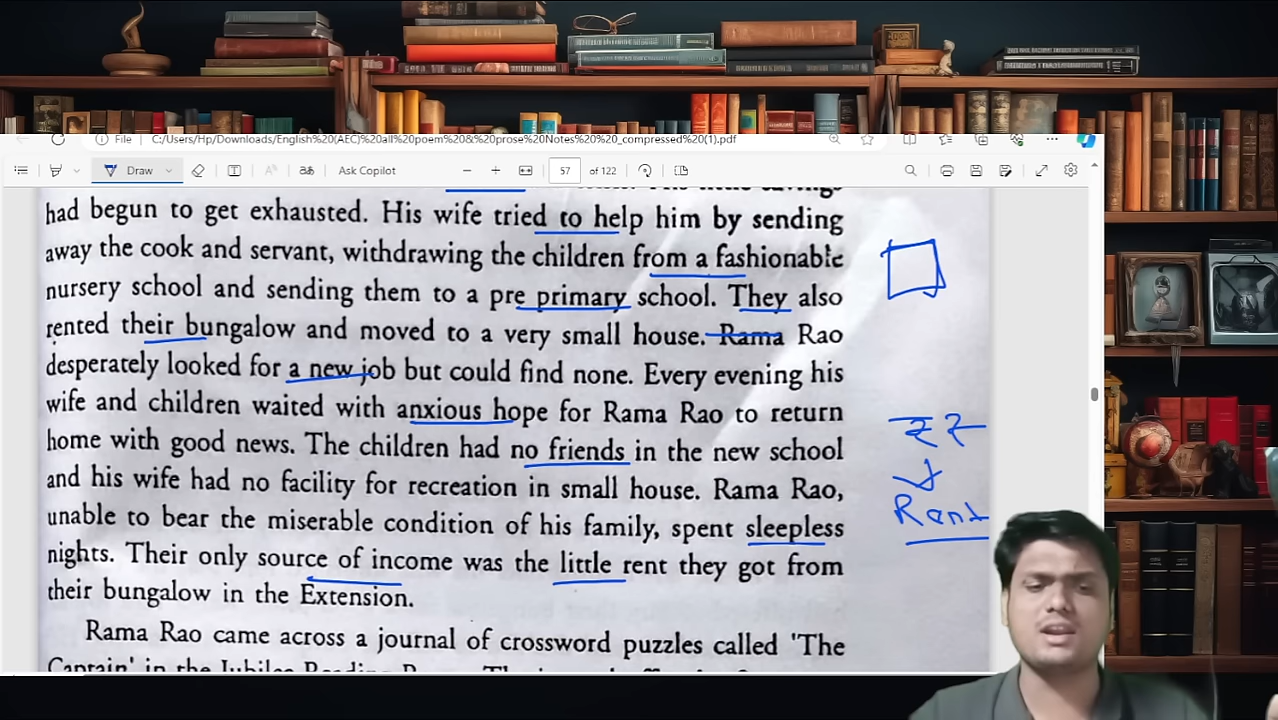 File C:/Users/Hp/Downloads/English%20(AEC)%20all%20poem%20&%20prose%20Notes%20%20_compressed%20(1).pdf
Draw Ask Copilot 57 of 122
had begun to get exhausted. His wife tried to help him by sending
away the cook and servant, withdrawing the children from a fashionable
nursery school and sending them to a pre primary school. They also
rented their bungalow and moved to a very small house. Rama Rao
desperately looked for a new job but could find none. Every evening his
wife and children waited with anxious hope for Rama Rao to return
home with good news. The children had no friends in the new school
and his wife had no facility for recreation in small house. Rama Rao,
unable to bear the miserable condition of his family, spent sleepless
nights. Their only source of income was the little rent they got from
their bungalow in the Extension.
Rama Rao came across a journal of crossword puzzles called 'The
Captain' in the Jubilee Reading
Rent